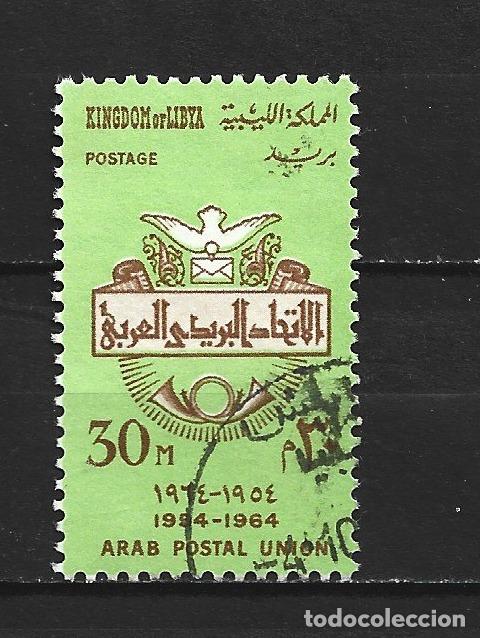 KINGDOM OF LIBYA المملكة الليبية
POSTAGE بريد
الاتحاد البريدي العربي
30 M ٣٠ م
١٩٦٤-١٩٥٤
1954-1964
ARAB POSTAL UNION
todocoleccion